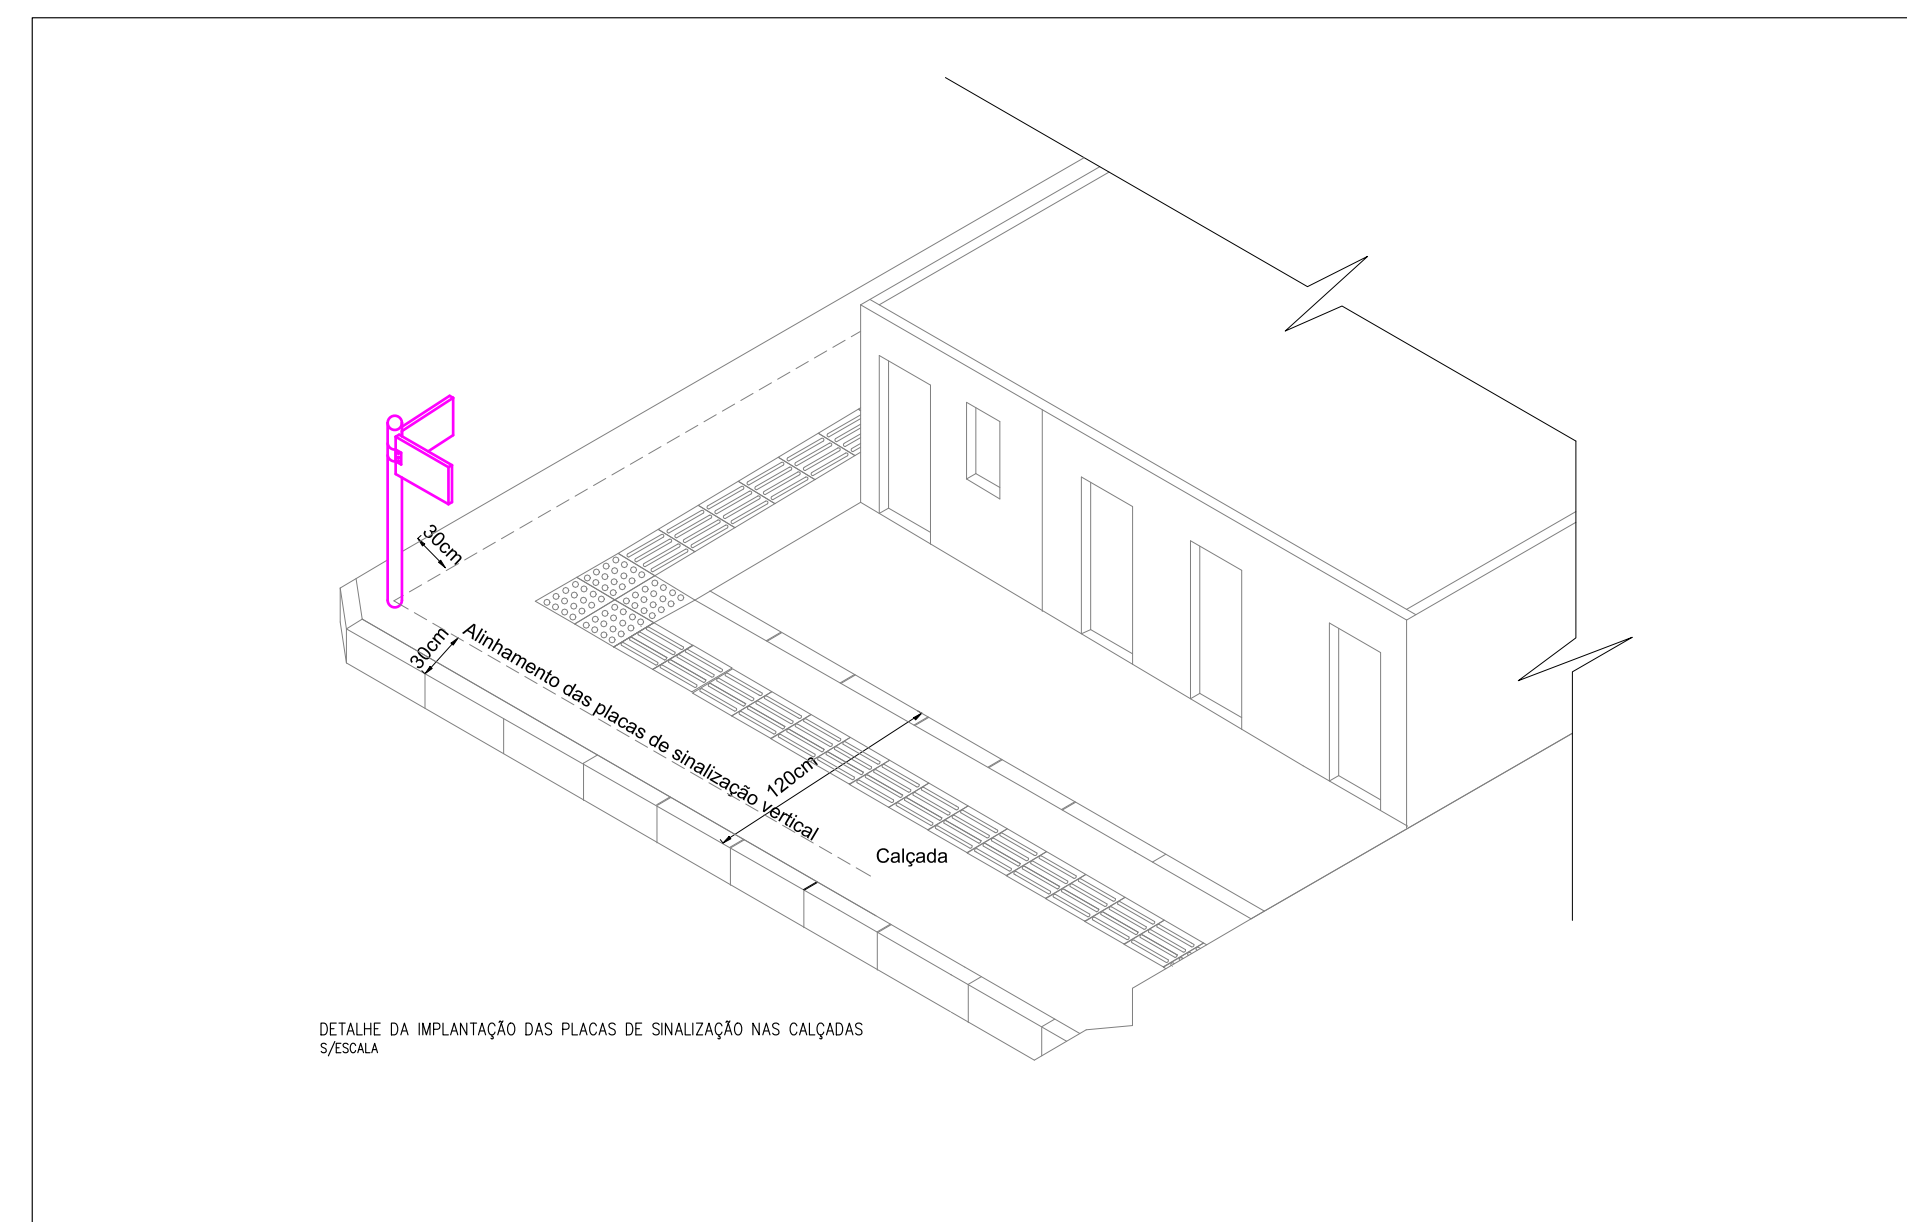 30cm
30cm
Alinhamento das placas de sinalização vertical
120cm
Calçada
DETALHE DA IMPLANTAÇÃO DAS PLACAS DE SINALIZAÇÃO NAS CALÇADAS
S/ESCALA